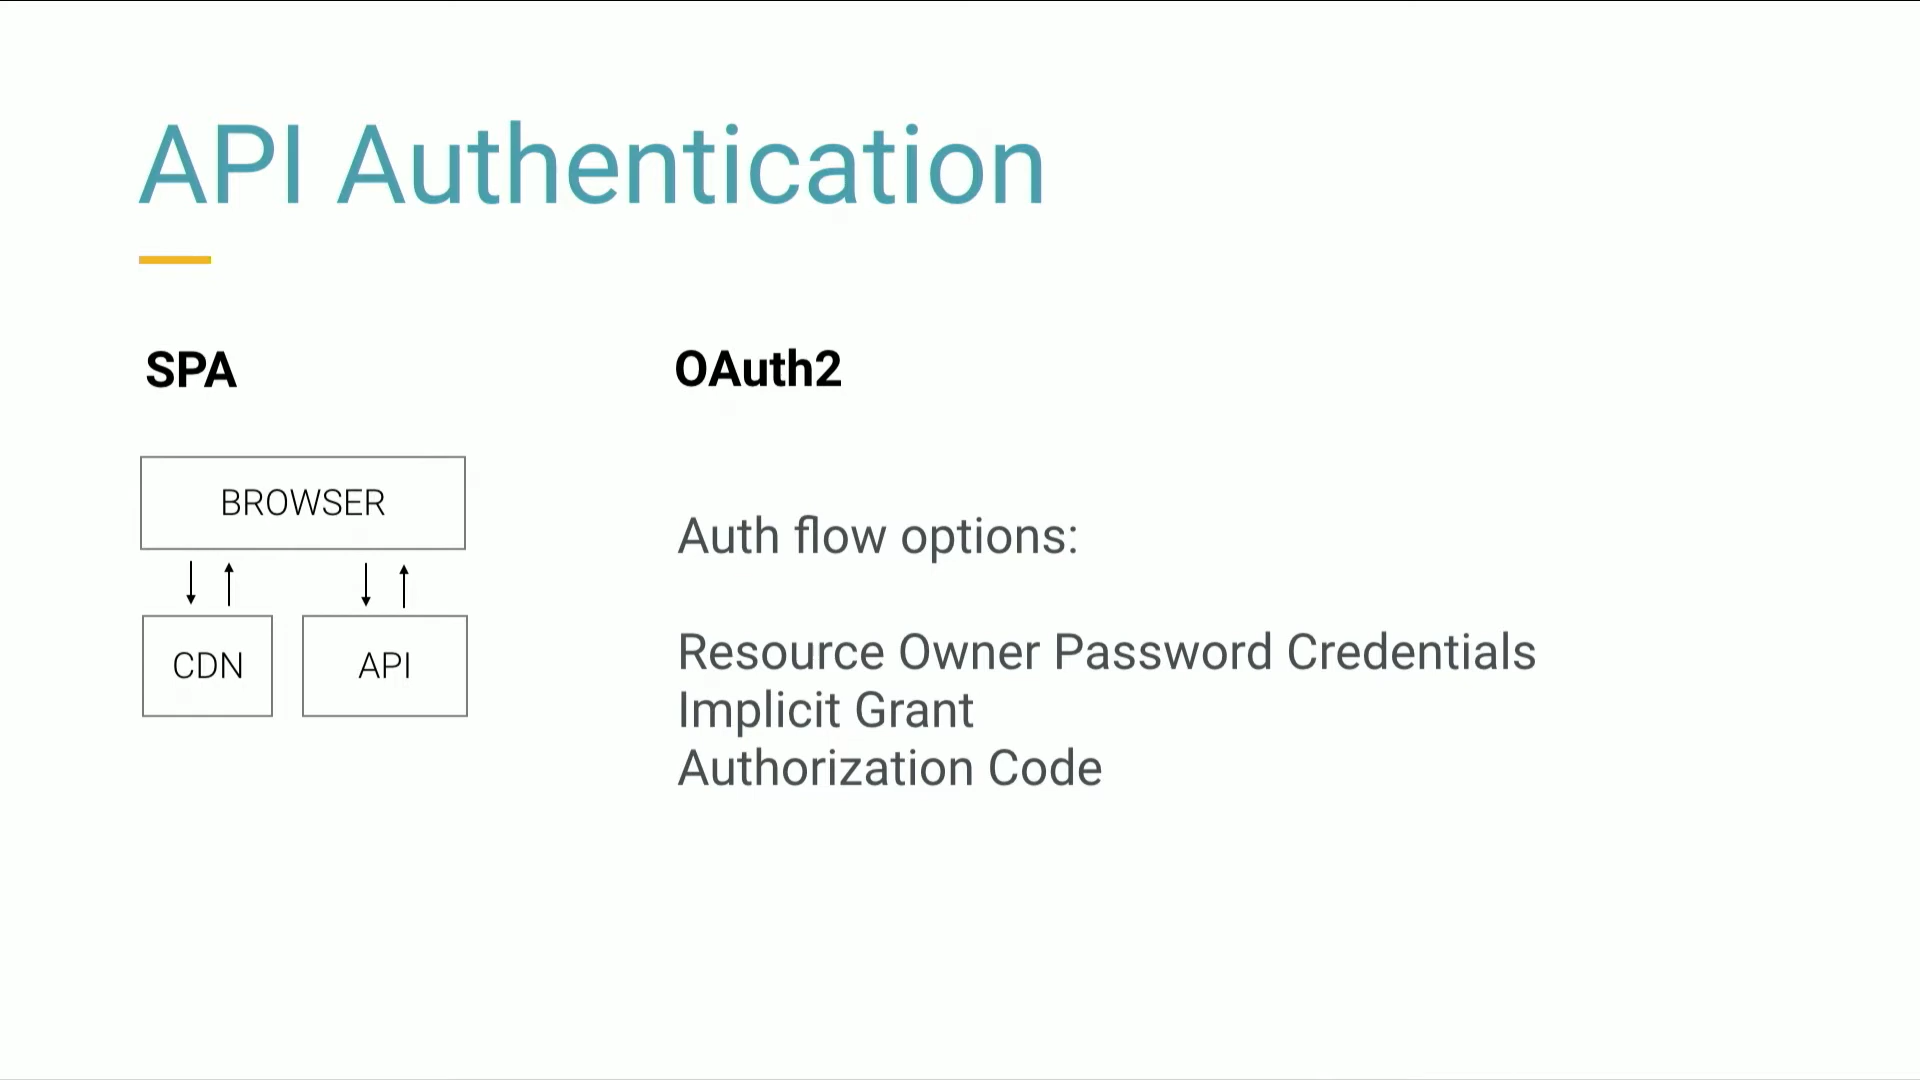 API Authentication
SPA
BROWSER
CDN
API
OAuth2
Auth flow options:
Resource Owner Password Credentials
Implicit Grant
Authorization Code